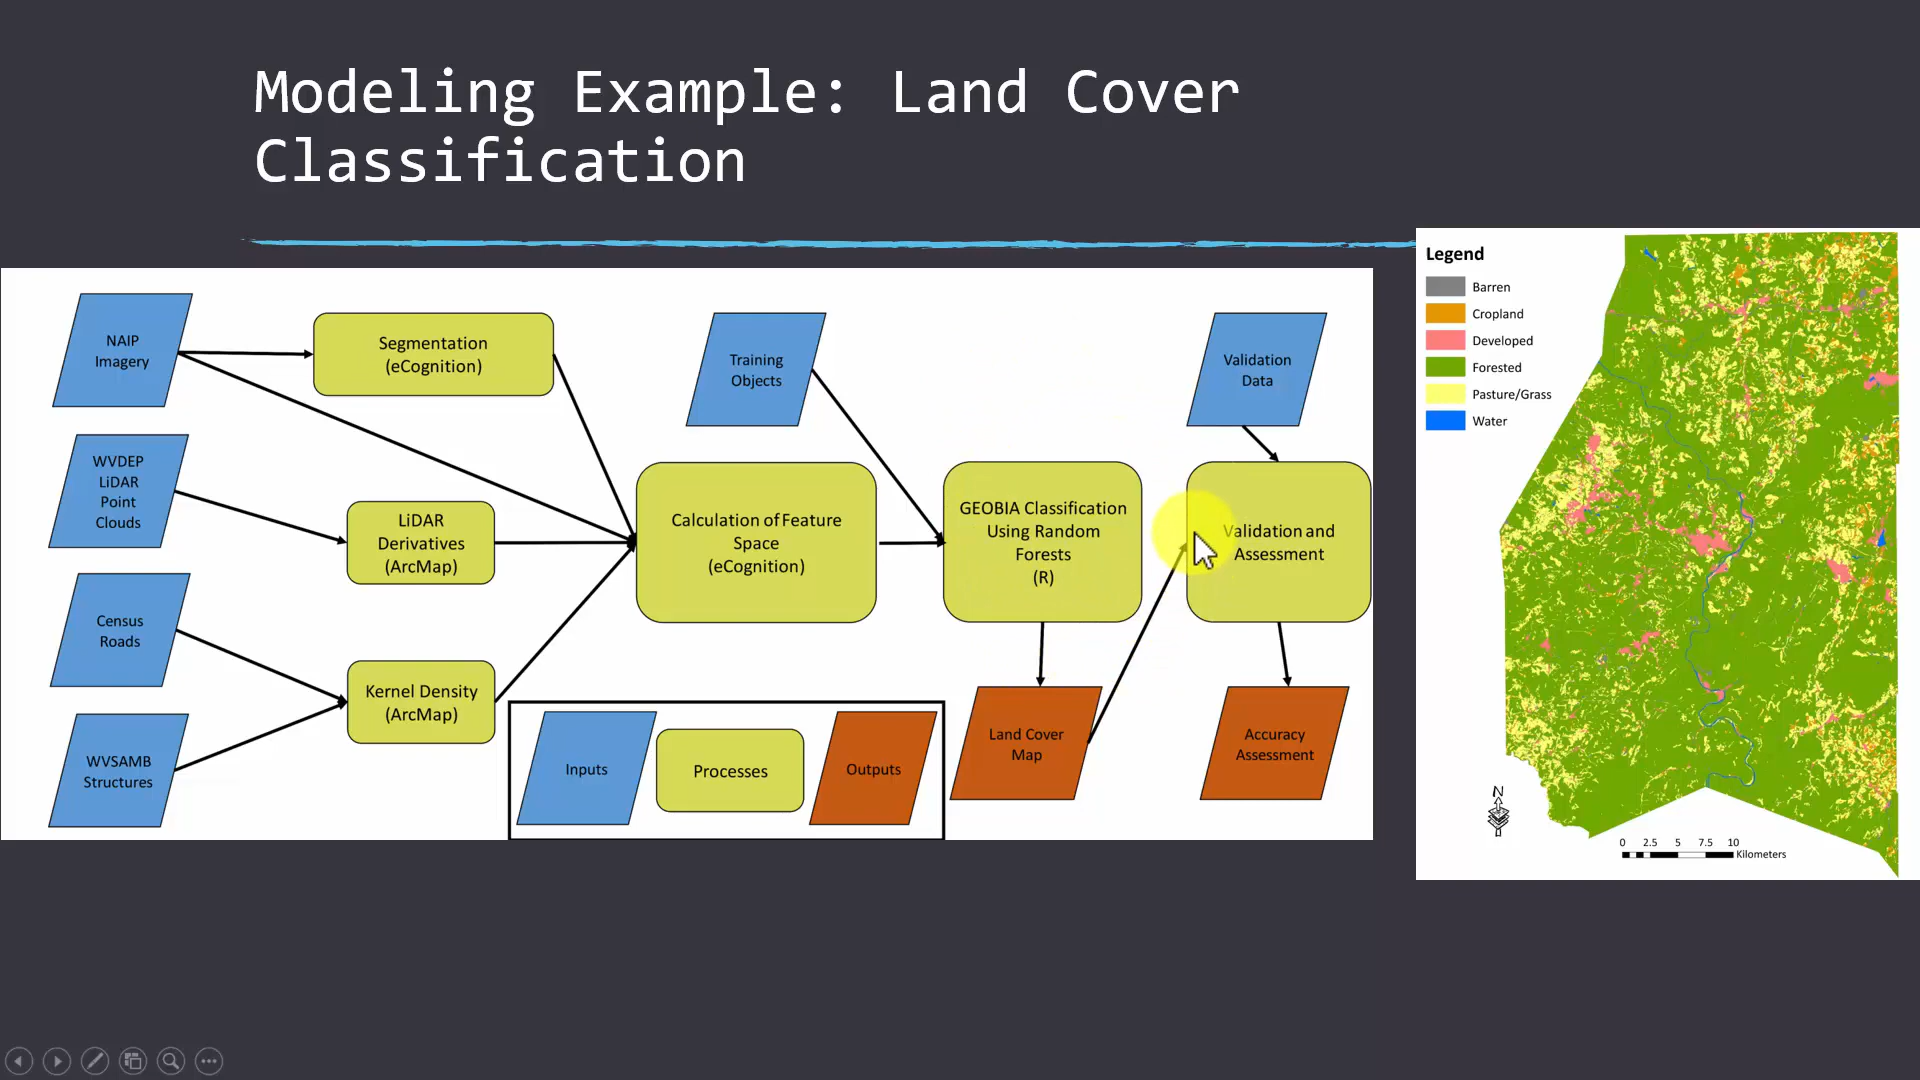 Modeling Example: Land Cover
Classification
NAIP
Imagery
Segmentation
(eCognition)
Training
Objects
Validation
Data
WVDEP
LiDAR
Point
Clouds
LiDAR
Derivatives
(ArcMap)
Calculation of Feature
Space
(eCognition)
GEOBIA Classification
Using Random
Forests
(R)
Validation and
Assessment
Census
Roads
Kernel Density
(ArcMap)
WVSAMB
Structures
Inputs
Processes
Outputs
Land Cover
Map
Accuracy
Assessment
Legend
Barren
Cropland
Developed
Forested
Pasture/Grass
Water
N
0 2.5 5 7.5 10
Kilometers